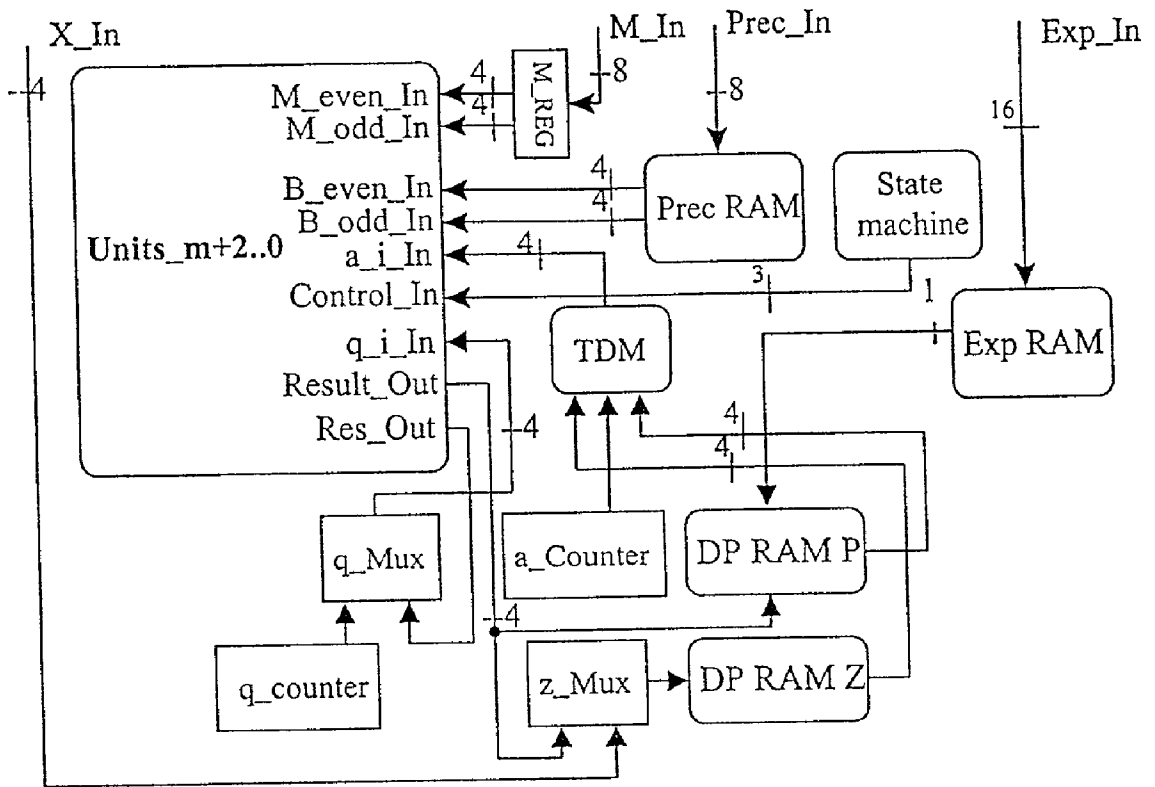 X_In
M_In
Prec_In
Exp_In
4
8
8
16
M_even_In
4
M_odd_In
4
M_REG
B_even_In
4
B_odd_In
4
Prec RAM
State
machine
Units_m+2..0
a_i_In
4
Control_In
3
1
q_i_In
TDM
Exp RAM
Result_Out
Res_Out
4
4
4
q_Mux
a_Counter
DP RAM P
4
q_counter
z_Mux
DP RAM Z